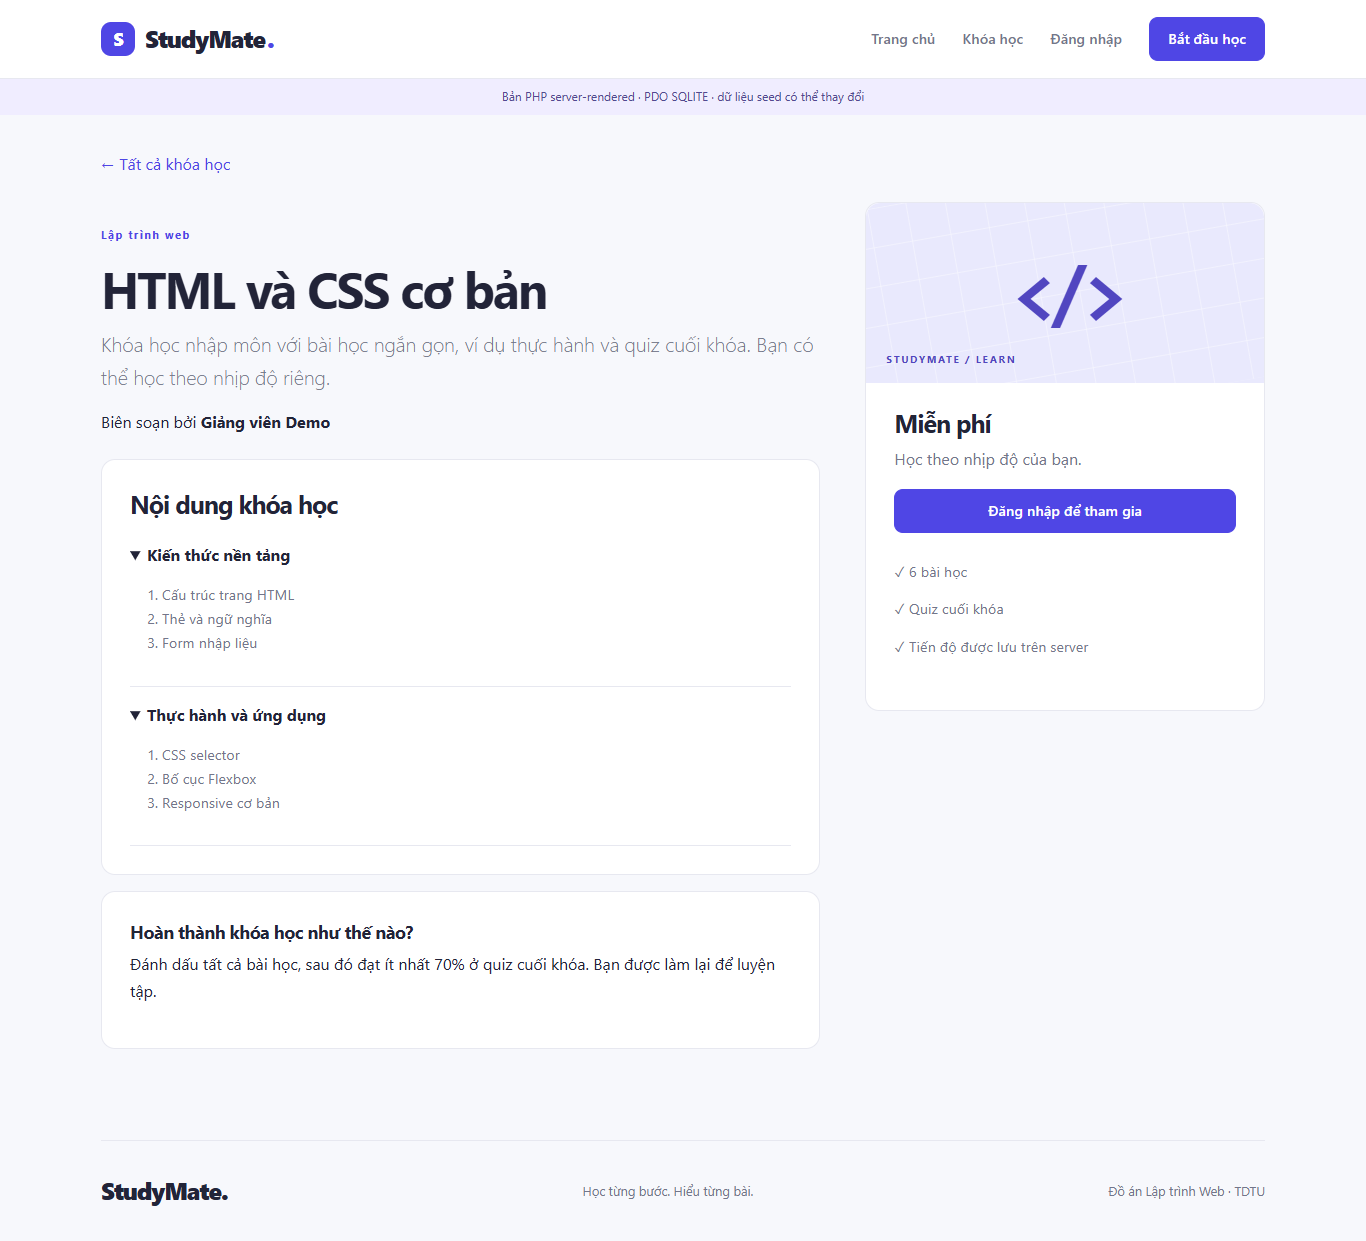 S StudyMate.
Trang chủ
Khóa học
Đăng nhập
Bắt đầu học
Bản PHP server-rendered · PDO SQLITE · dữ liệu seed có thể thay đổi
← Tất cả khóa học
Lập trình web
HTML và CSS cơ bản
Khóa học nhập môn với bài học ngắn gọn, ví dụ thực hành và quiz cuối khóa. Bạn có
thể học theo nhịp độ riêng.
Biên soạn bởi Giảng viên Demo
Nội dung khóa học
▼ Kiến thức nền tảng
1. Cấu trúc trang HTML
2. Thẻ và ngữ nghĩa
3. Form nhập liệu
▼ Thực hành và ứng dụng
1. CSS selector
2. Bố cục Flexbox
3. Responsive cơ bản
Hoàn thành khóa học như thế nào?
Đánh dấu tất cả bài học, sau đó đạt ít nhất 70% ở quiz cuối khóa. Bạn được làm lại để luyện
tập.
</>
STUDYMATE / LEARN
Miễn phí
Học theo nhịp độ của bạn.
Đăng nhập để tham gia
✓ 6 bài học
✓ Quiz cuối khóa
✓ Tiến độ được lưu trên server
StudyMate.
Học từng bước. Hiểu từng bài.
Đồ án Lập trình Web · TDTU